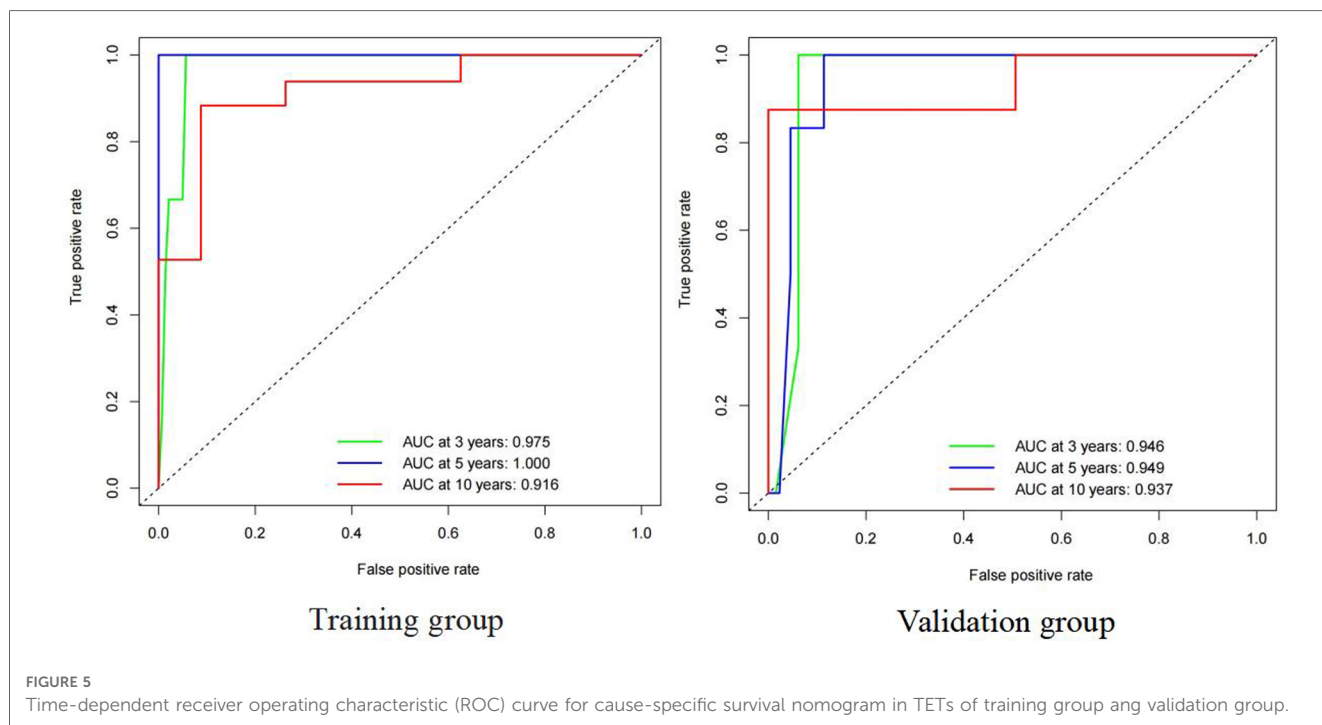 1.0
0.8
0.6
0.4
0.2
0.0
True positive rate
AUC at 3 years: 0.975
AUC at 5 years: 1.000
AUC at 10 years: 0.916
0.0 0.2 0.4 0.6 0.8 1.0
False positive rate
Training group
1.0
0.8
0.6
0.4
0.2
0.0
True positive rate
AUC at 3 years: 0.946
AUC at 5 years: 0.949
AUC at 10 years: 0.937
0.0 0.2 0.4 0.6 0.8 1.0
False positive rate
Validation group
FIGURE 5
Time-dependent receiver operating characteristic (ROC) curve for cause-specific survival nomogram in TETs of training group ang validation group.